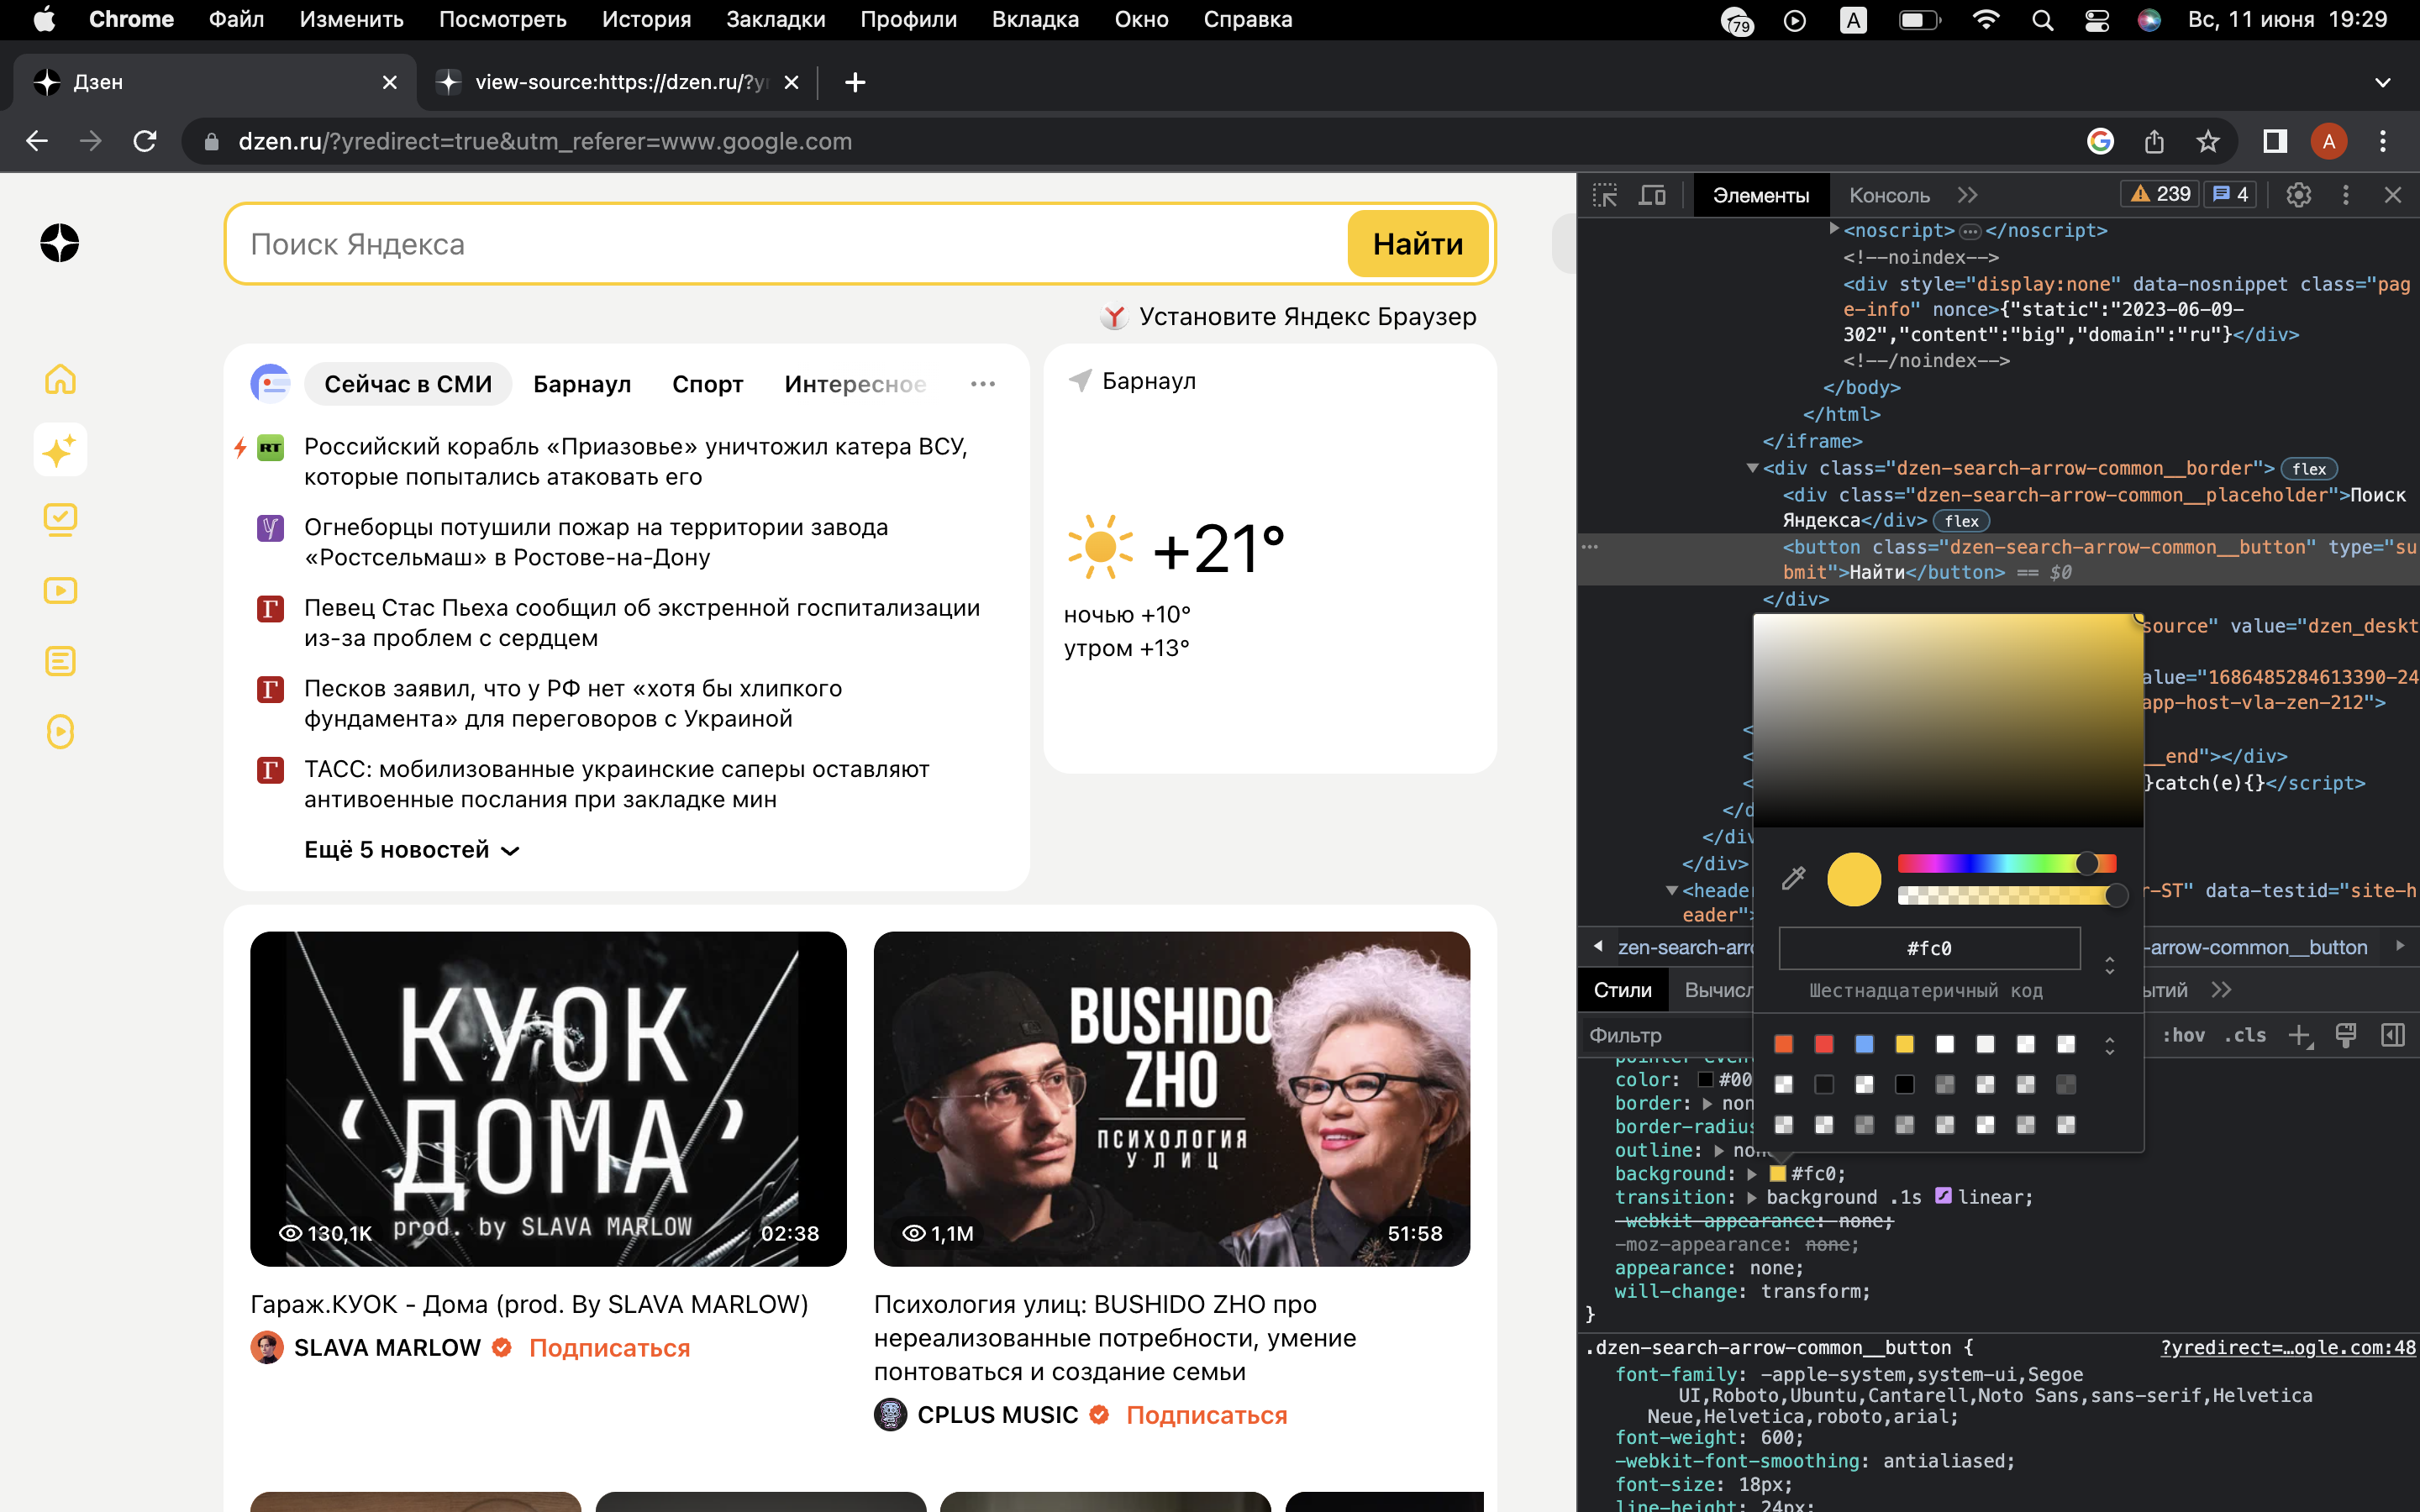 Chrome Файл Изменить Посмотреть История Закладки Профили Вкладка Окно Справка 79 A Вс, 11 июня 19:29
Дзен
view-source:https://dzen.ru/?y
dzen.ru/?yredirect=true&utm_referer=www.google.com
A
Поиск Яндекса
Найти
Установите Яндекс Браузер
Сейчас в СМИ Барнаул Спорт Интересное
RT
Российский корабль «Приазовье» уничтожил катера ВСУ,
которые попытались атаковать его
Огнеборцы потушили пожар на территории завода
«Ростсельмаш» в Ростове-на-Дону
Г
Певец Стас Пьеха сообщил об экстренной госпитализации
из-за проблем с сердцем
Г
Песков заявил, что у РФ нет «хотя бы хлипкого
фундамента» для переговоров с Украиной
Г
ТАСС: мобилизованные украинские саперы оставляют
антивоенные послания при закладке мин
Ещё 5 новостей
Барнаул
+21°
ночью +10°
утром +13°
КУОК
‘ДОМА’
prod. by SLAVA MARLOW
130,1K
02:38
Гараж.КУОК - Дома (prod. By SLAVA MARLOW)
SLAVA MARLOW Подписаться
BUSHIDO
ZHO
ПСИХОЛОГИЯ
УЛИЦ
1,1M
51:58
Психология улиц: BUSHIDO ZHO про
нереализованные потребности, умение
понтоваться и создание семьи
CPLUS MUSIC Подписаться
Элементы Консоль 239 4
<noscript>…</noscript>
<!--noindex-->
<div style="display:none" data-nosnippet class="pag
e-info" nonce>{"static":"2023-06-09-
302","content":"big","domain":"ru"}</div>
<!--/noindex-->
</body>
</html>
</iframe>
<div class="dzen-search-arrow-common__border"> flex
<div class="dzen-search-arrow-common__placeholder">Поиск
Яндекса</div> flex
<button class="dzen-search-arrow-common__button" type="su
bmit">Найти</button> == $0
</div>
source" value="dzen_deskt
alue="1686485284613390-24
app-host-vla-zen-212">
<
< __end"></div>
< }catch(e){}</script>
</d
</div
</div>
<header r-ST" data-testid="site-h
eader">
#fc0
Шестнадцатеричный код
zen-search-arr -arrow-common__button
Стили Вычисл ытий
Фильтр :hov .cls
pointer-even
color: #00
border: non
border-radius
outline: non
background: #fc0;
transition: background .1s linear;
-webkit-appearance: none;
-moz-appearance: none;
appearance: none;
will-change: transform;
}
.dzen-search-arrow-common__button { ?yredirect=…ogle.com:48
font-family: -apple-system,system-ui,Segoe
UI,Roboto,Ubuntu,Cantarell,Noto Sans,sans-serif,Helvetica
Neue,Helvetica,roboto,arial;
font-weight: 600;
-webkit-font-smoothing: antialiased;
font-size: 18px;
line-height: 24px;